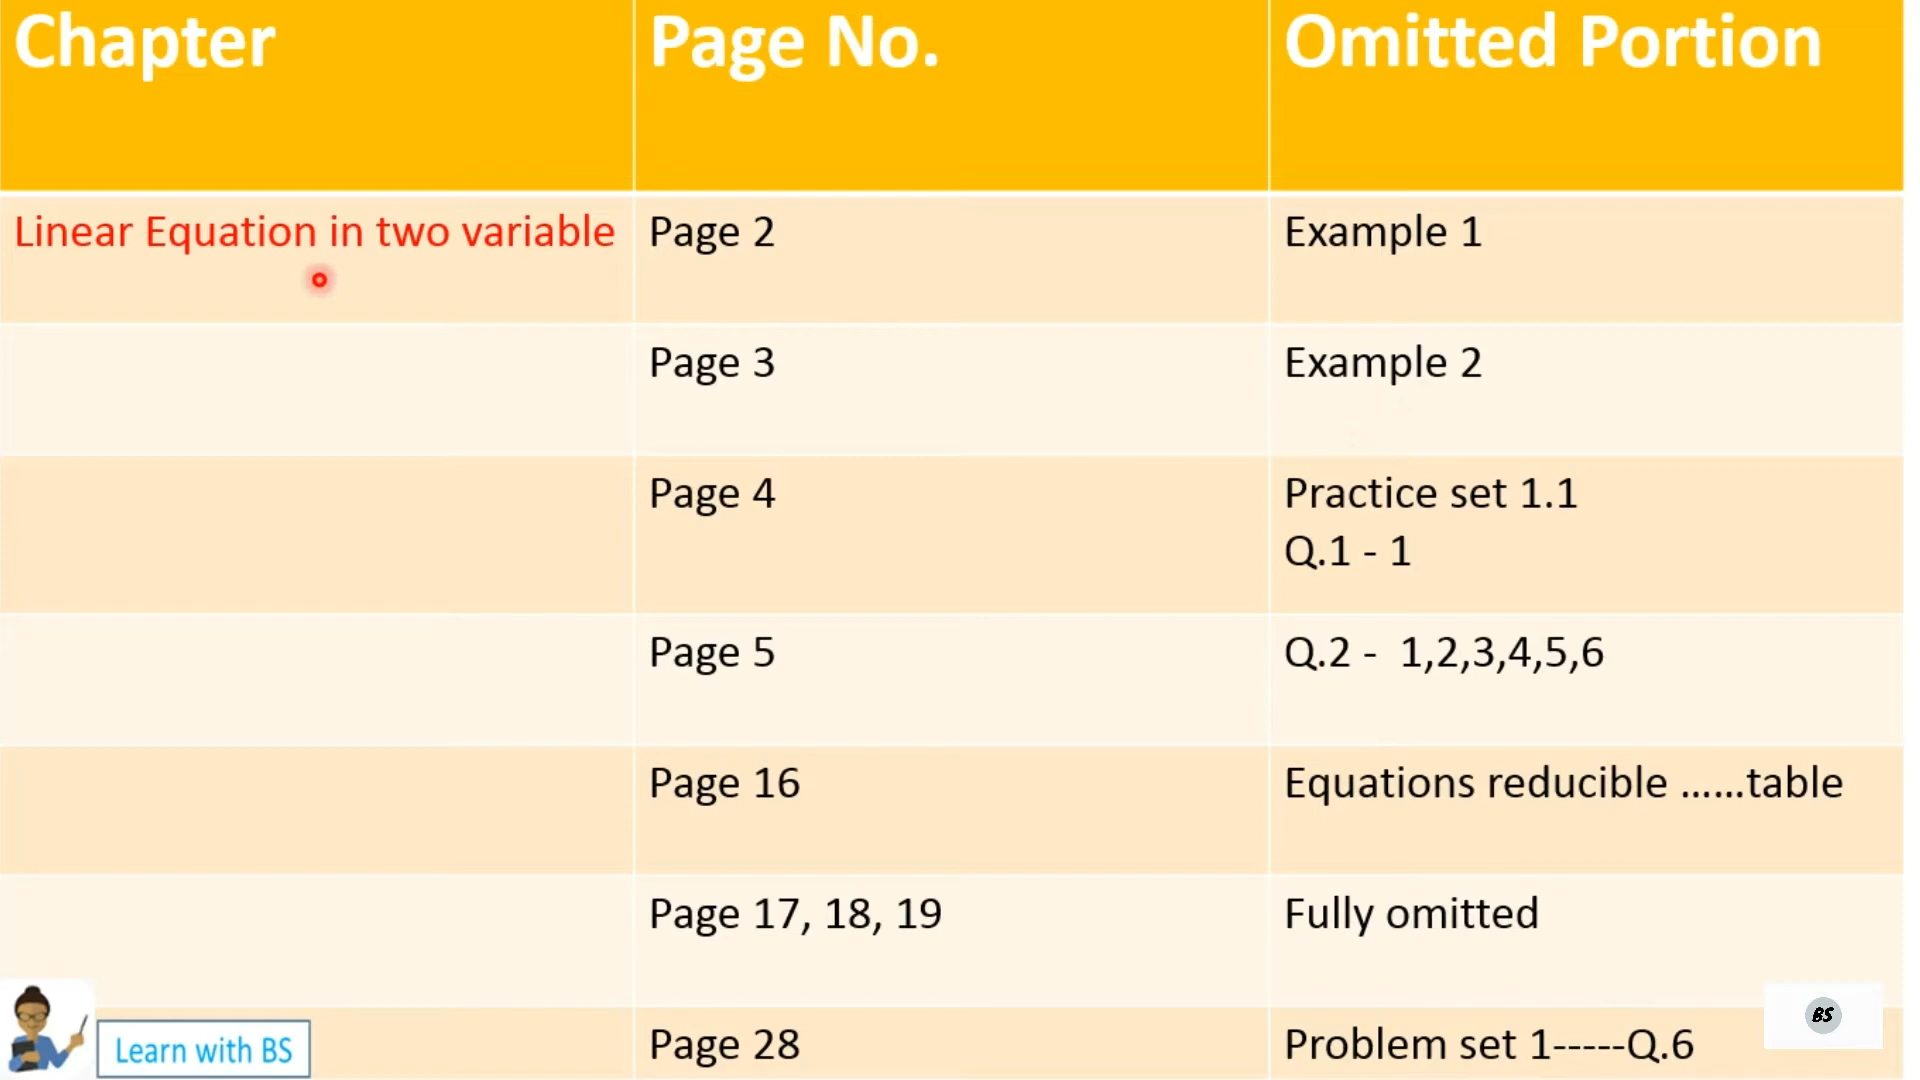 Chapter Page No. Omitted Portion
Linear Equation in two variable Page 2 Example 1
Page 3 Example 2
Page 4 Practice set 1.1
Q.1 - 1
Page 5 Q.2 - 1,2,3,4,5,6
Page 16 Equations reducible ......table
Page 17, 18, 19 Fully omitted
Page 28 Problem set 1-----Q.6
Learn with BS
BS